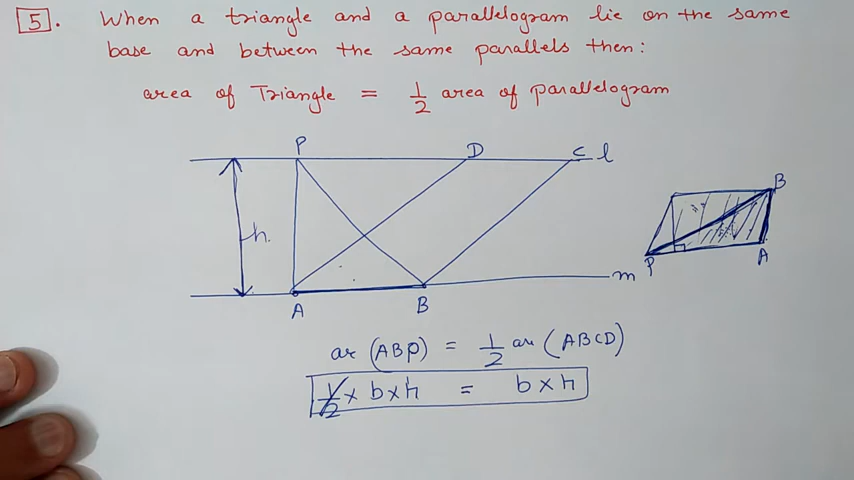 5. When a triangle and a parallelogram lie on the same
base and between the same parallels then:
area of Triangle = 1/2 area of parallelogram
P D C l
h
B
P A
m
A B
ar (ABP) = 1/2 ar (ABCD)
1/2 × b × h = b × h